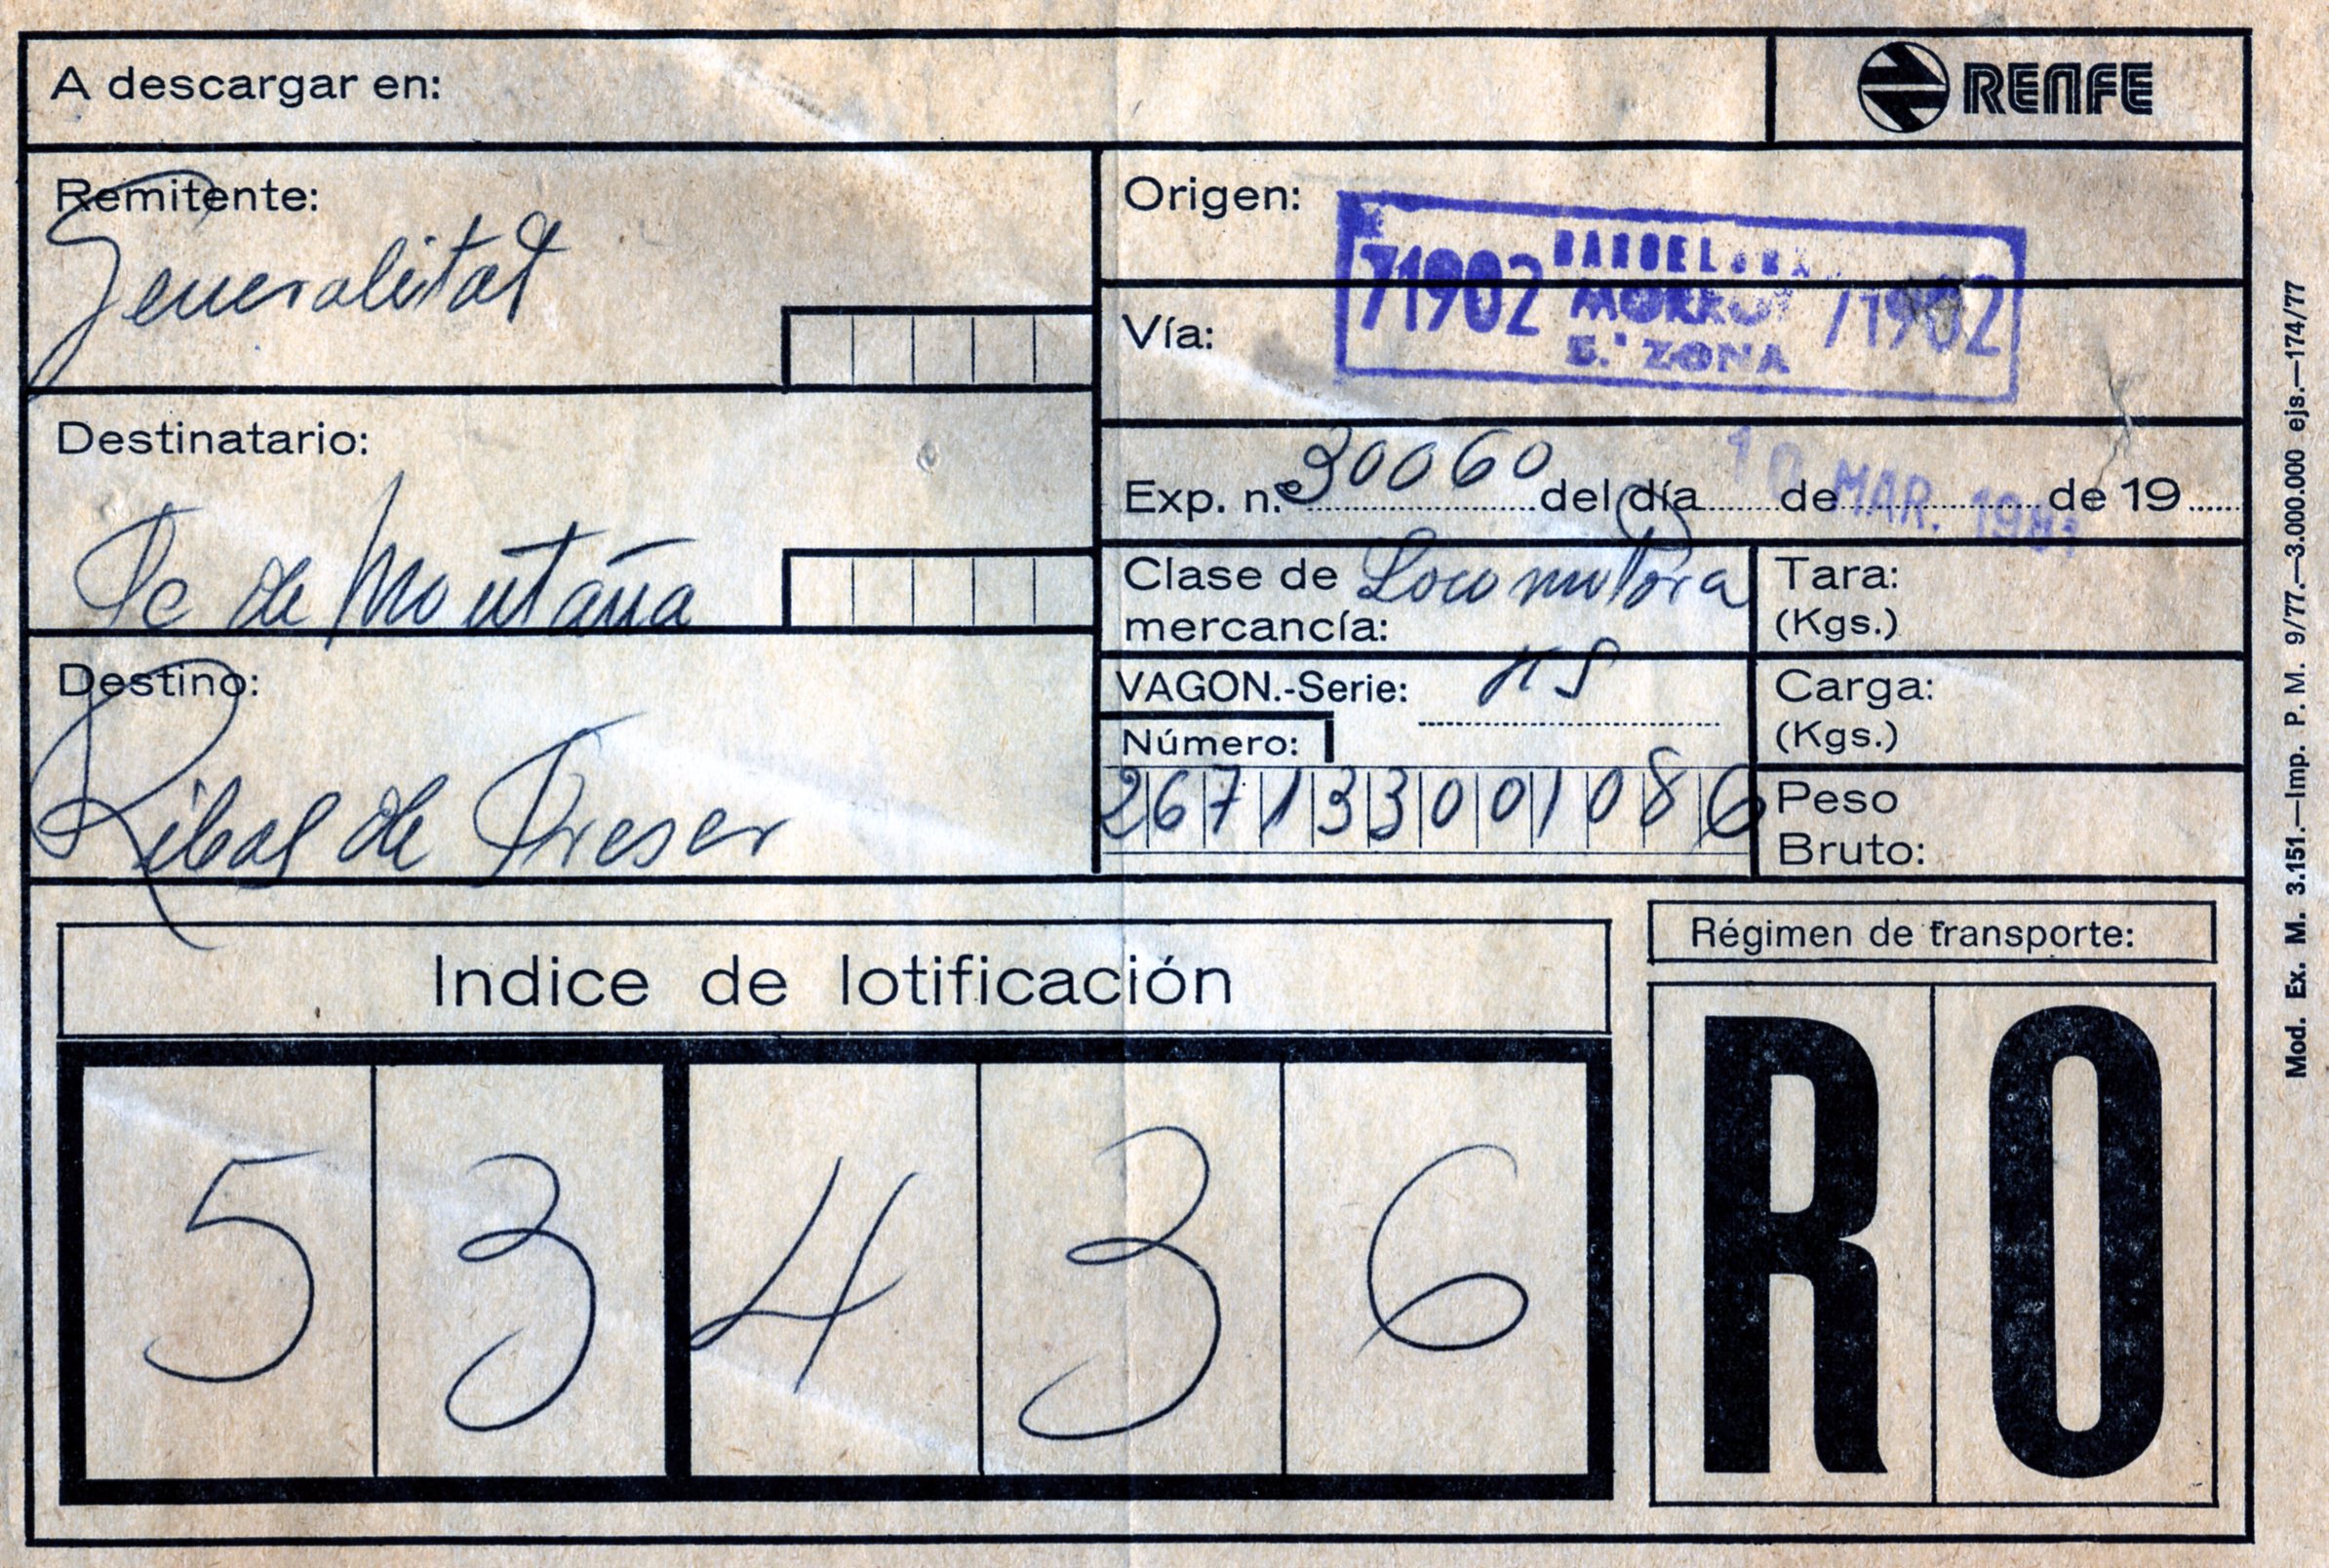 A descargar en:
RENFE
Remitente:
Generalitat
Origen:
71902 BARCELONA 71902
MORROT
5.ª ZONA
Vía:
Destinatario:
Fc de Montaña
Exp. n.º 30060 del día 10 de MAR. de 19
Clase de Locomotora
mercancía:
Tara:
(Kgs.)
Destino:
Ribas de Freser
VAGON.-Serie:
Número:
267133001086
Carga:
(Kgs.)
Peso
Bruto:
Indice de lotificación
5 3 4 3 6
Régimen de transporte:
R O
Mod. Ex. M. 3.151.—Imp. P. M. 9/77.—3.000.000 ejs.—174/77